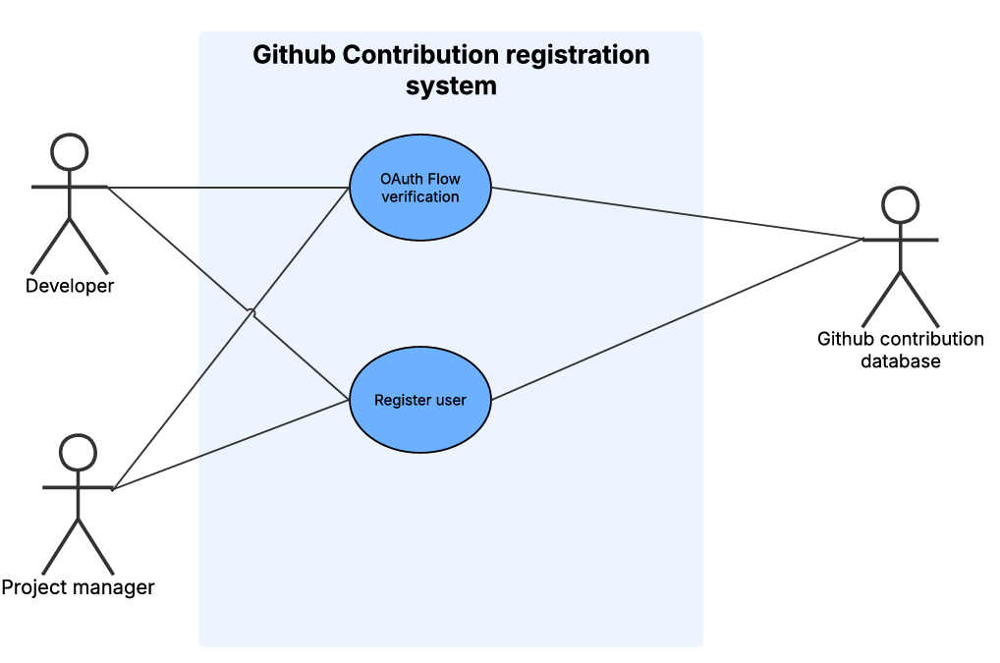 Github Contribution registration
system
OAuth Flow
verification
Developer
Github contribution
database
Register user
Project manager